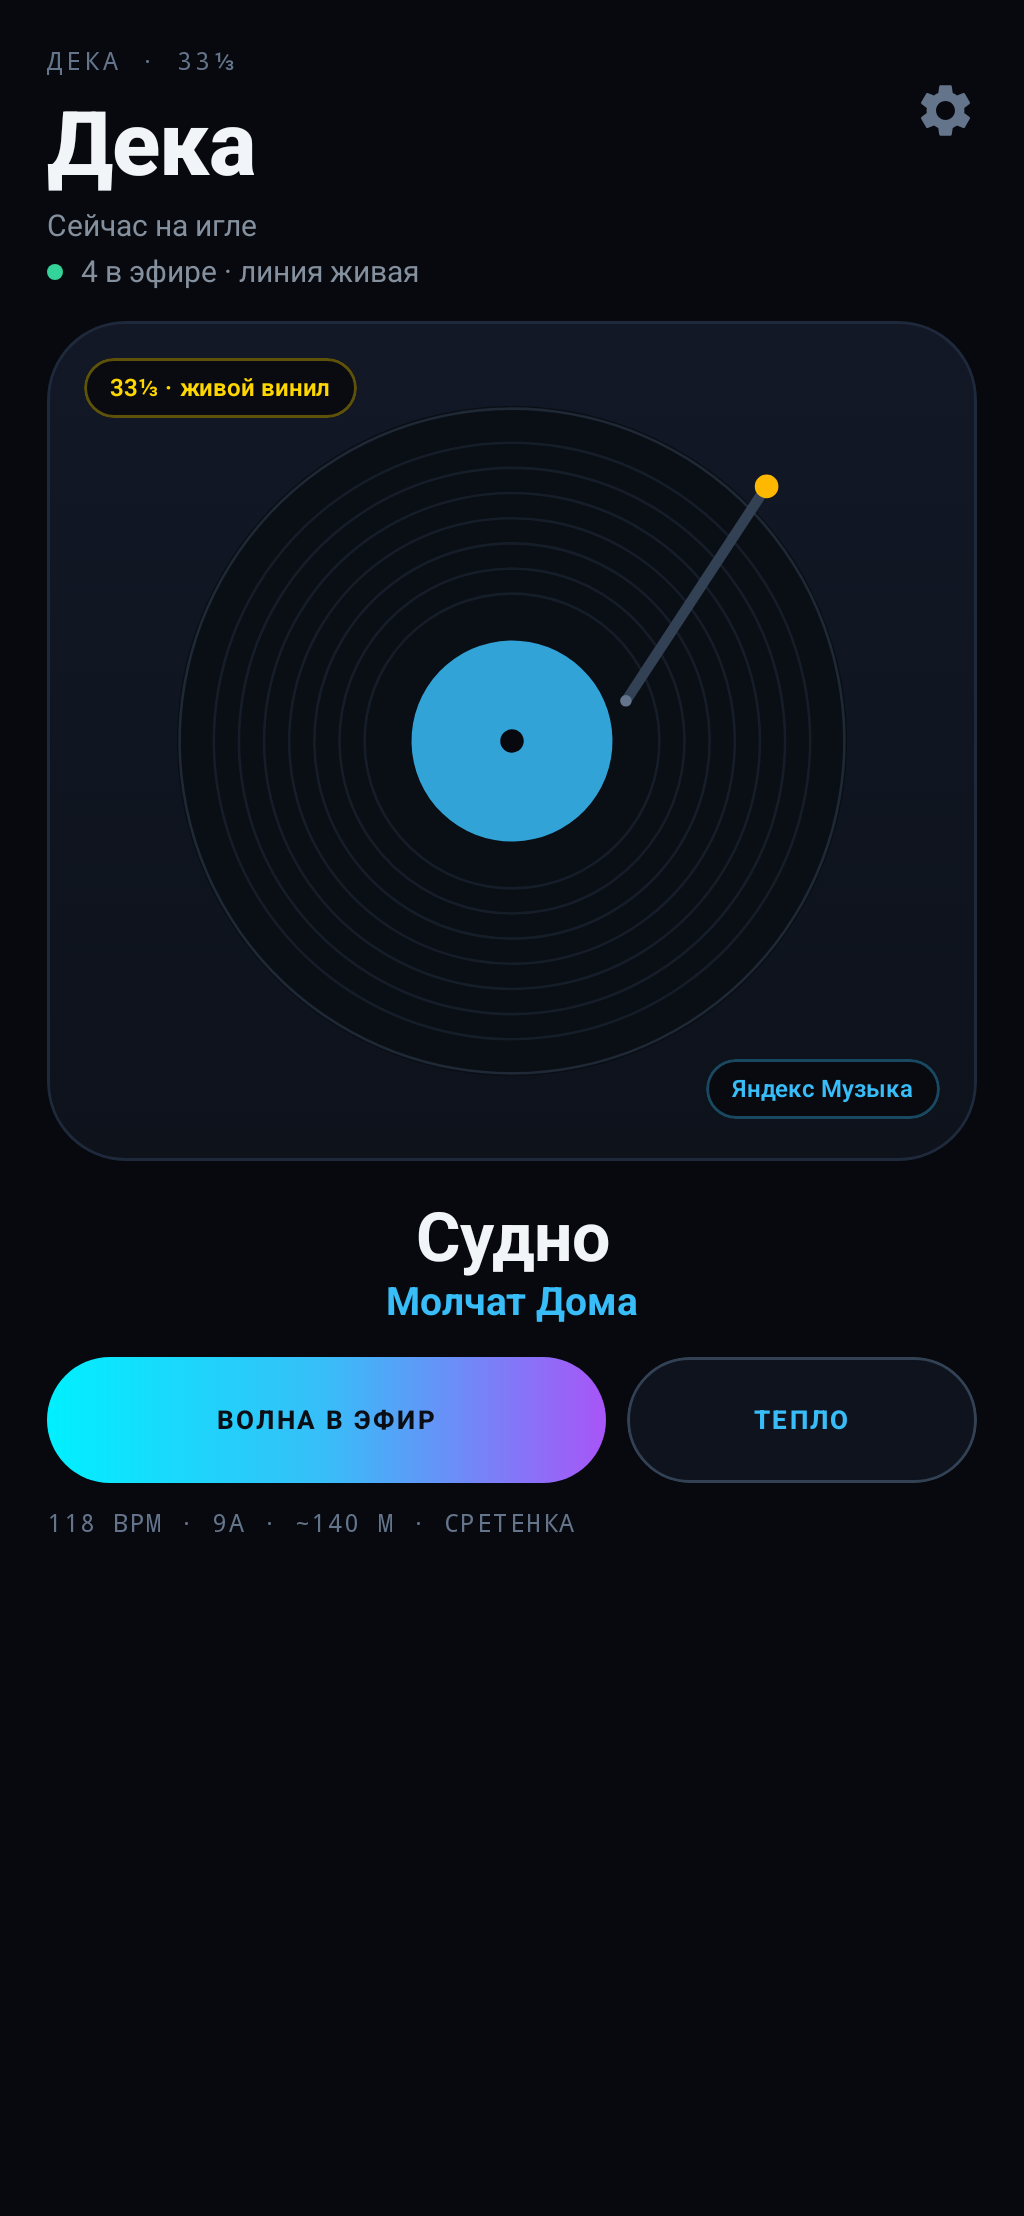 ДЕКА · 33⅓
Дека
Сейчас на игле
4 в эфире · линия живая
33⅓ · живой винил
Яндекс Музыка
Судно
Молчат Дома
ВОЛНА В ЭФИР
ТЕПЛО
118 BPM · 9A · ~140 М · СРЕТЕНКА